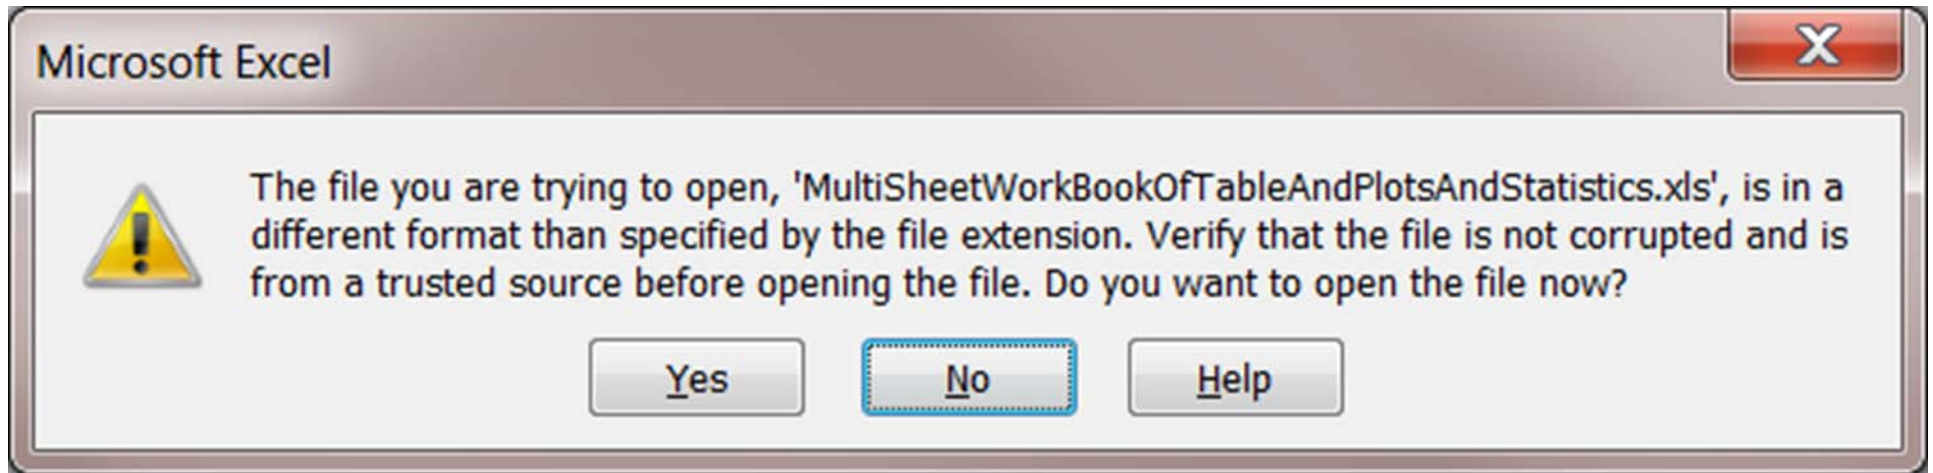 Microsoft Excel
The file you are trying to open, 'MultiSheetWorkBookOfTableAndPlotsAndStatistics.xls', is in a
different format than specified by the file extension. Verify that the file is not corrupted and is
from a trusted source before opening the file. Do you want to open the file now?
Yes No Help